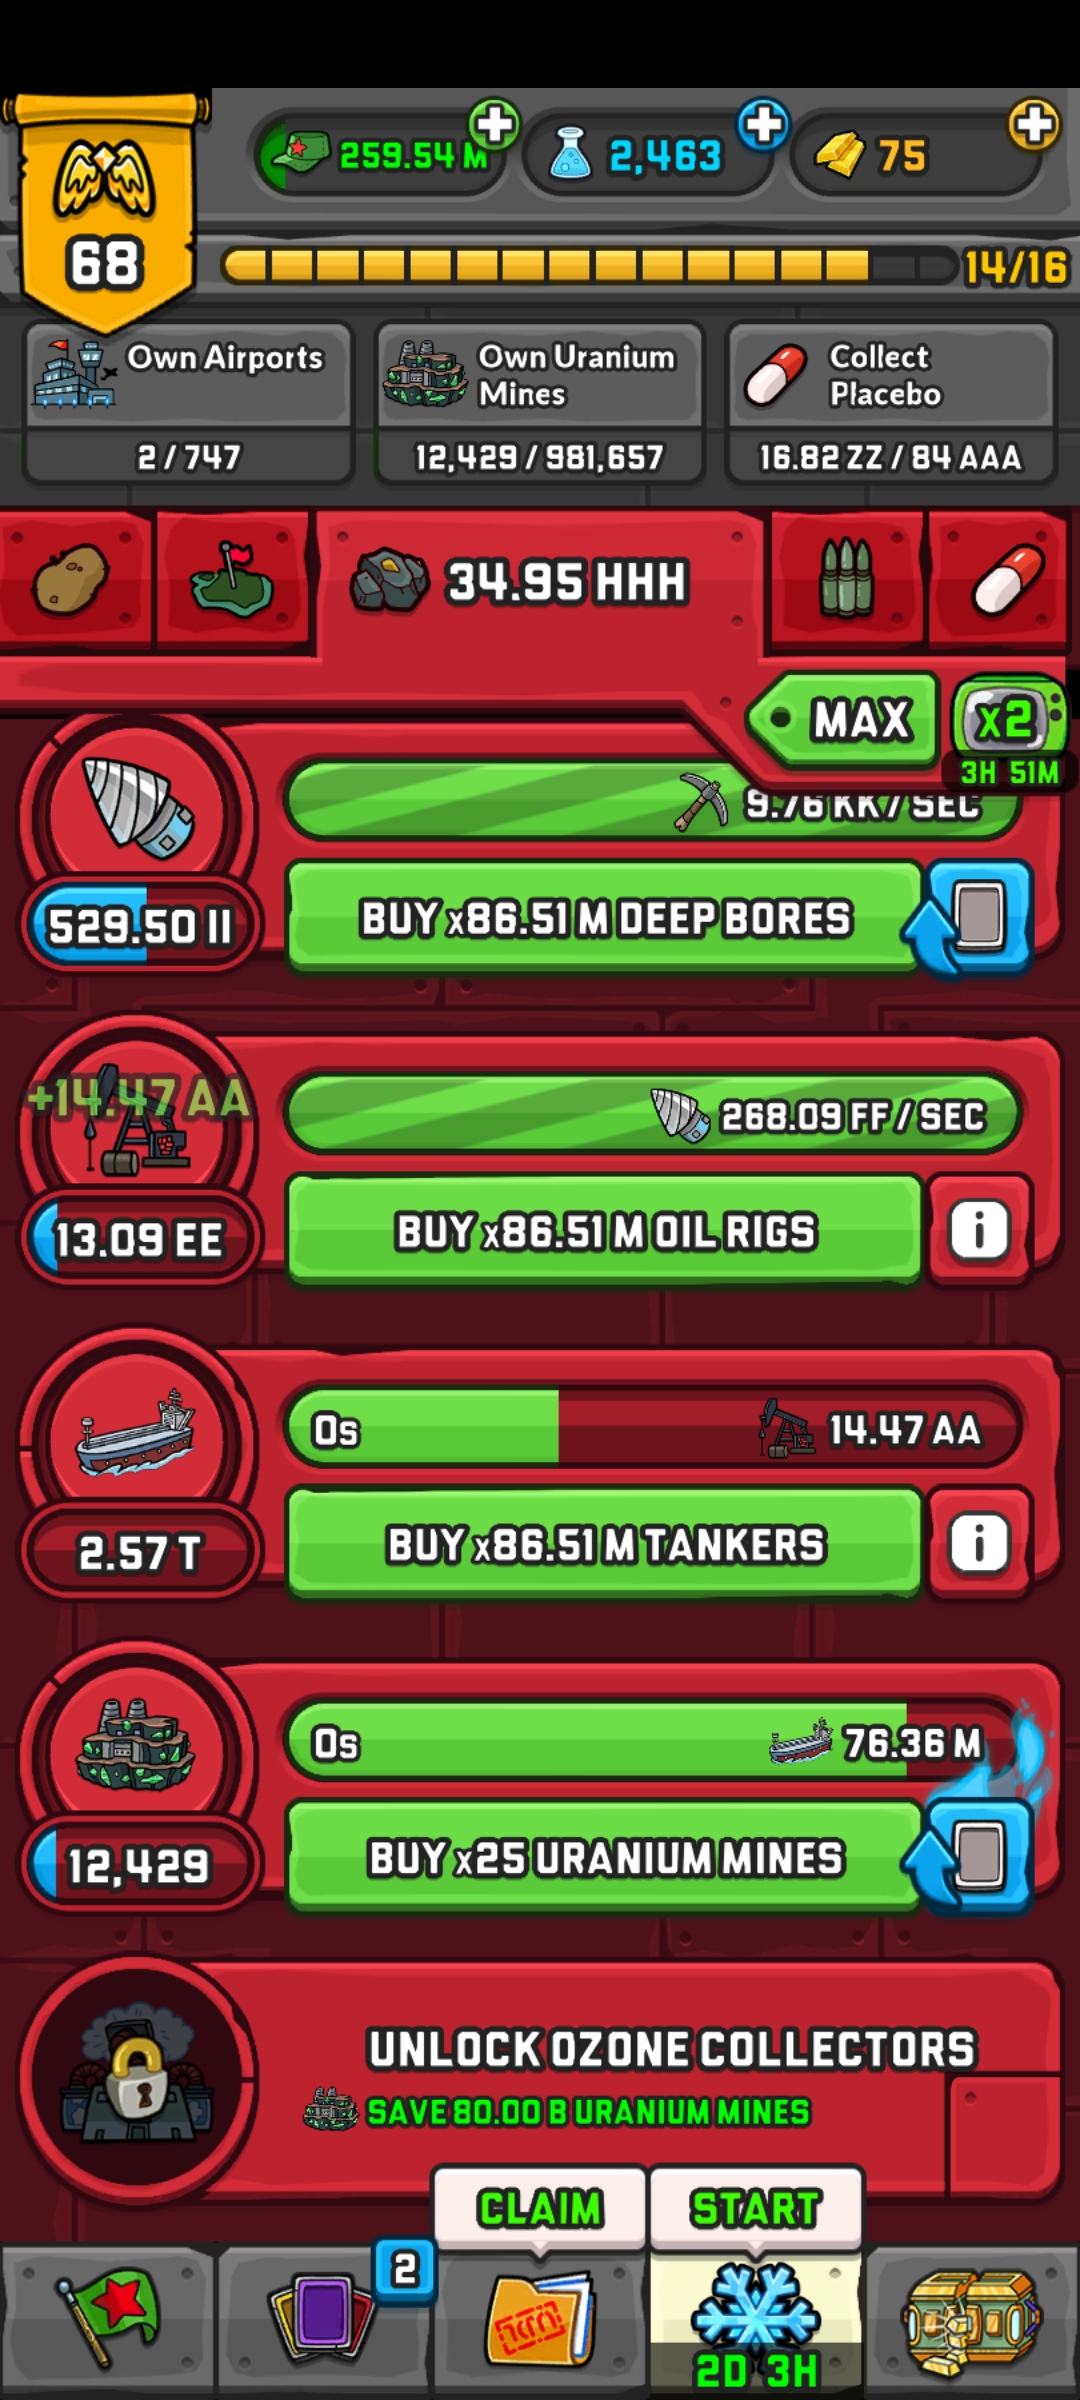 259.54 M
2,463
75
68
14/16
Own Airports
2 / 747
Own Uranium
Mines
12,429 / 981,657
Collect
Placebo
16.82 ZZ / 84 AAA
34.95 HHH
MAX
x2
3H 51M
9.76 KK / SEC
529.50 II
BUY x86.51 M DEEP BORES
+14.47 AA
268.09 FF / SEC
13.09 EE
BUY x86.51 M OIL RIGS
i
0s
14.47 AA
2.57 T
BUY x86.51 M TANKERS
i
0s
76.36 M
12,429
BUY x25 URANIUM MINES
UNLOCK OZONE COLLECTORS
SAVE 80.00 B URANIUM MINES
CLAIM
START
2
2D 3H